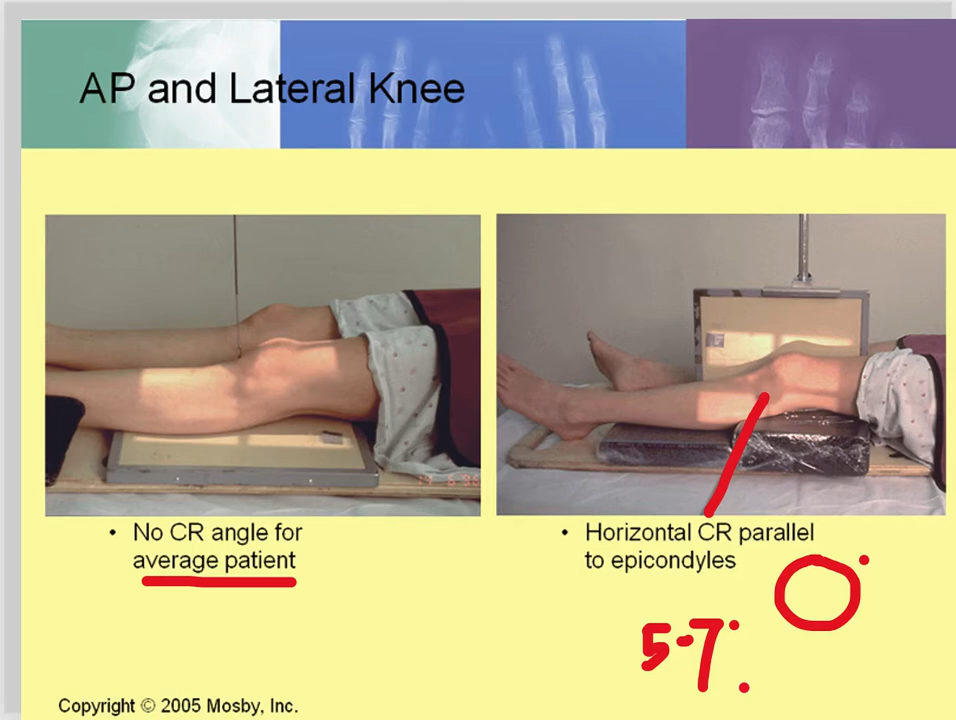 AP and Lateral Knee
• No CR angle for
average patient
• Horizontal CR parallel
to epicondyles
0°
5-7°
Copyright © 2005 Mosby, Inc.